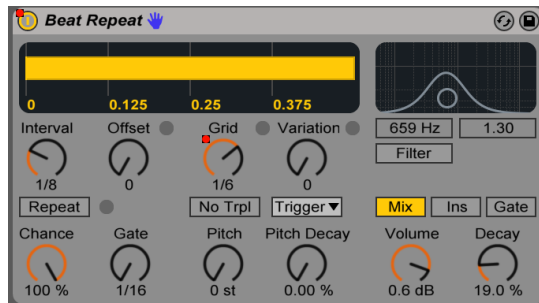 Beat Repeat
0 0.125 0.25 0.375
Interval Offset Grid Variation
1/8 0 1/6 0
659 Hz 1.30
Filter
Repeat No Trpl Trigger▼
Mix Ins Gate
Chance Gate Pitch Pitch Decay Volume Decay
100 % 1/16 0 st 0.00 % 0.6 dB 19.0 %